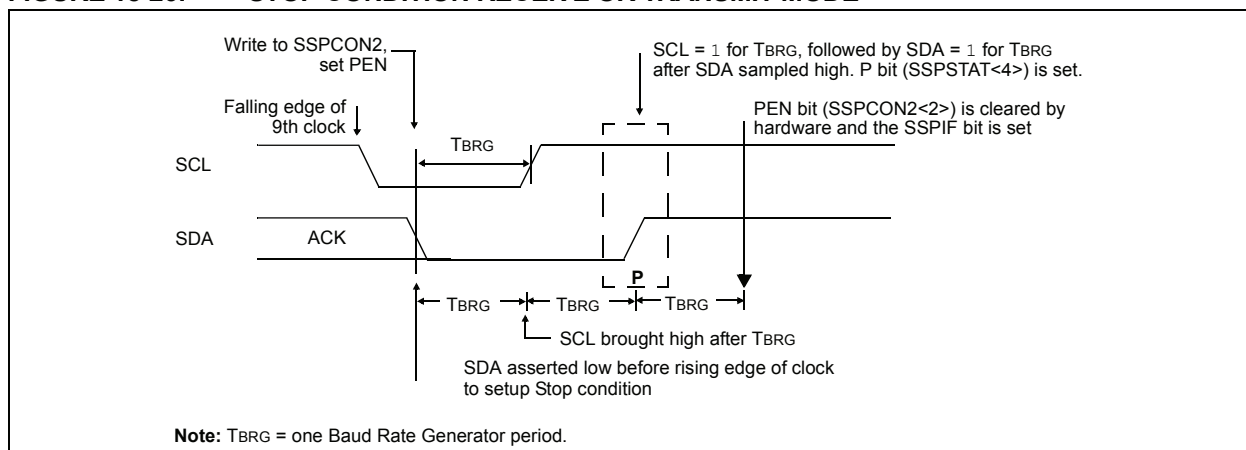 Write to SSPCON2,
set PEN
SCL = 1 for TBRG, followed by SDA = 1 for TBRG
after SDA sampled high. P bit (SSPSTAT<4>) is set.
Falling edge of
9th clock
PEN bit (SSPCON2<2>) is cleared by
hardware and the SSPIF bit is set
TBRG
SCL
SDA
ACK
P
TBRG
TBRG
TBRG
SCL brought high after TBRG
SDA asserted low before rising edge of clock
to setup Stop condition
Note: TBRG = one Baud Rate Generator period.